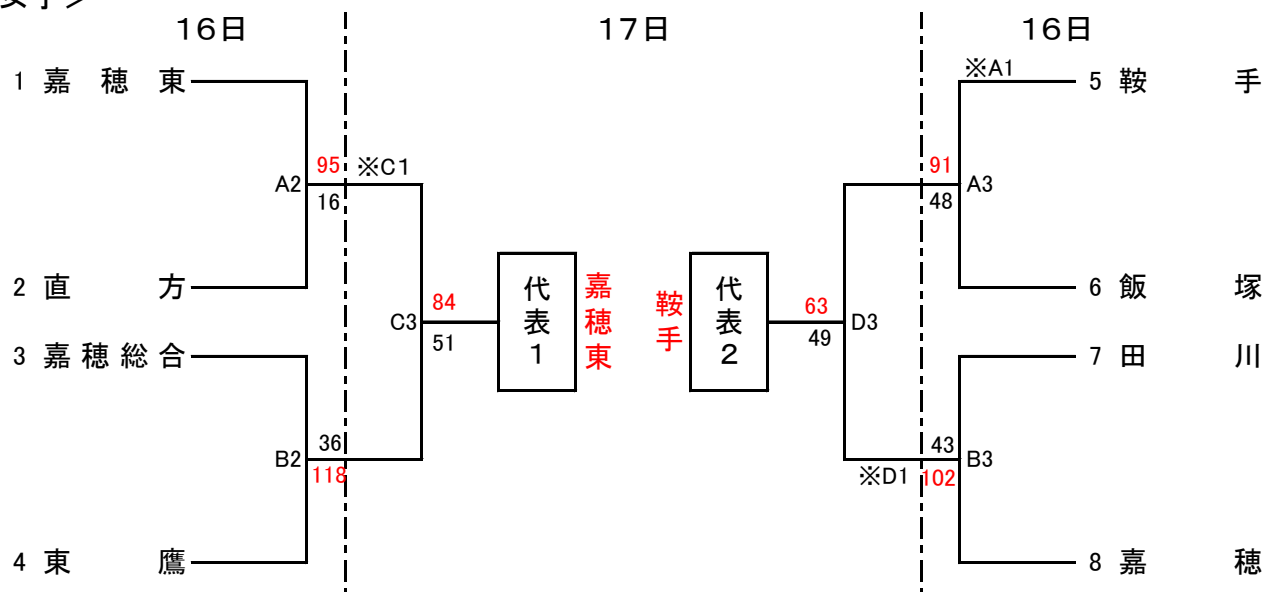 女子＞
16日 17日 16日
1 嘉穂東 ※A1 5 鞍手
95 ※C1 91
A2 A3
16 48
2 直方 代表1 嘉穂東 鞍手 代表2 6 飯塚
84 63
C3 D3
51 49
3 嘉穂総合 7 田川
36 43
B2 B3
118 ※D1 102
4 東鷹 8 嘉穂